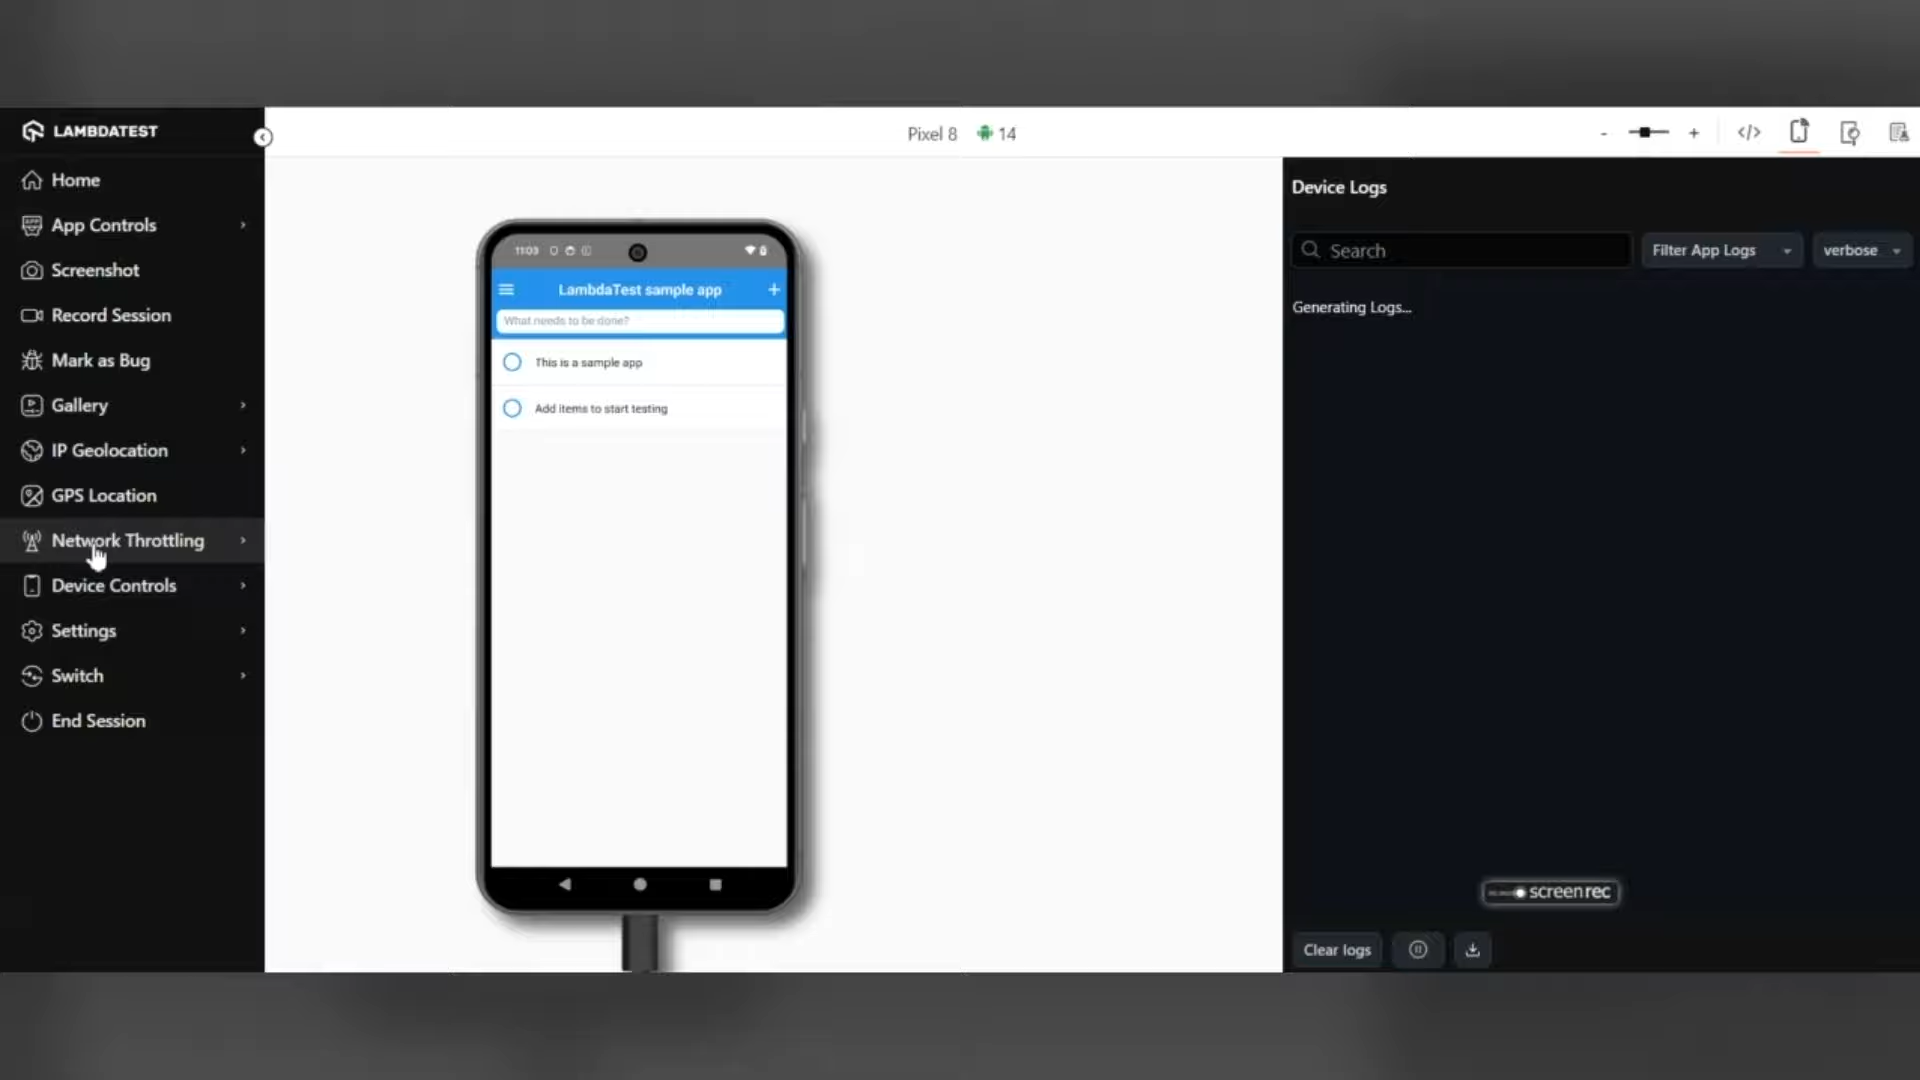 LAMBDATEST
Home
App Controls
Screenshot
Record Session
Mark as Bug
Gallery
IP Geolocation
GPS Location
Network Throttling
Device Controls
Settings
Switch
End Session
Pixel 8 14
- +
</>
11:03
LambdaTest sample app +
What needs to be done?
This is a sample app
Add items to start testing
Device Logs
Search
Filter App Logs
verbose
Generating Logs...
screenrec
Clear logs